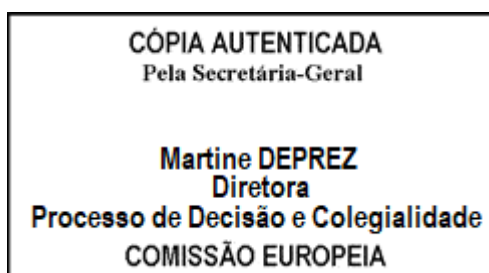 CÓPIA AUTENTICADA
Pela Secretária-Geral
Martine DEPREZ
Diretora
Processo de Decisão e Colegialidade
COMISSÃO EUROPEIA